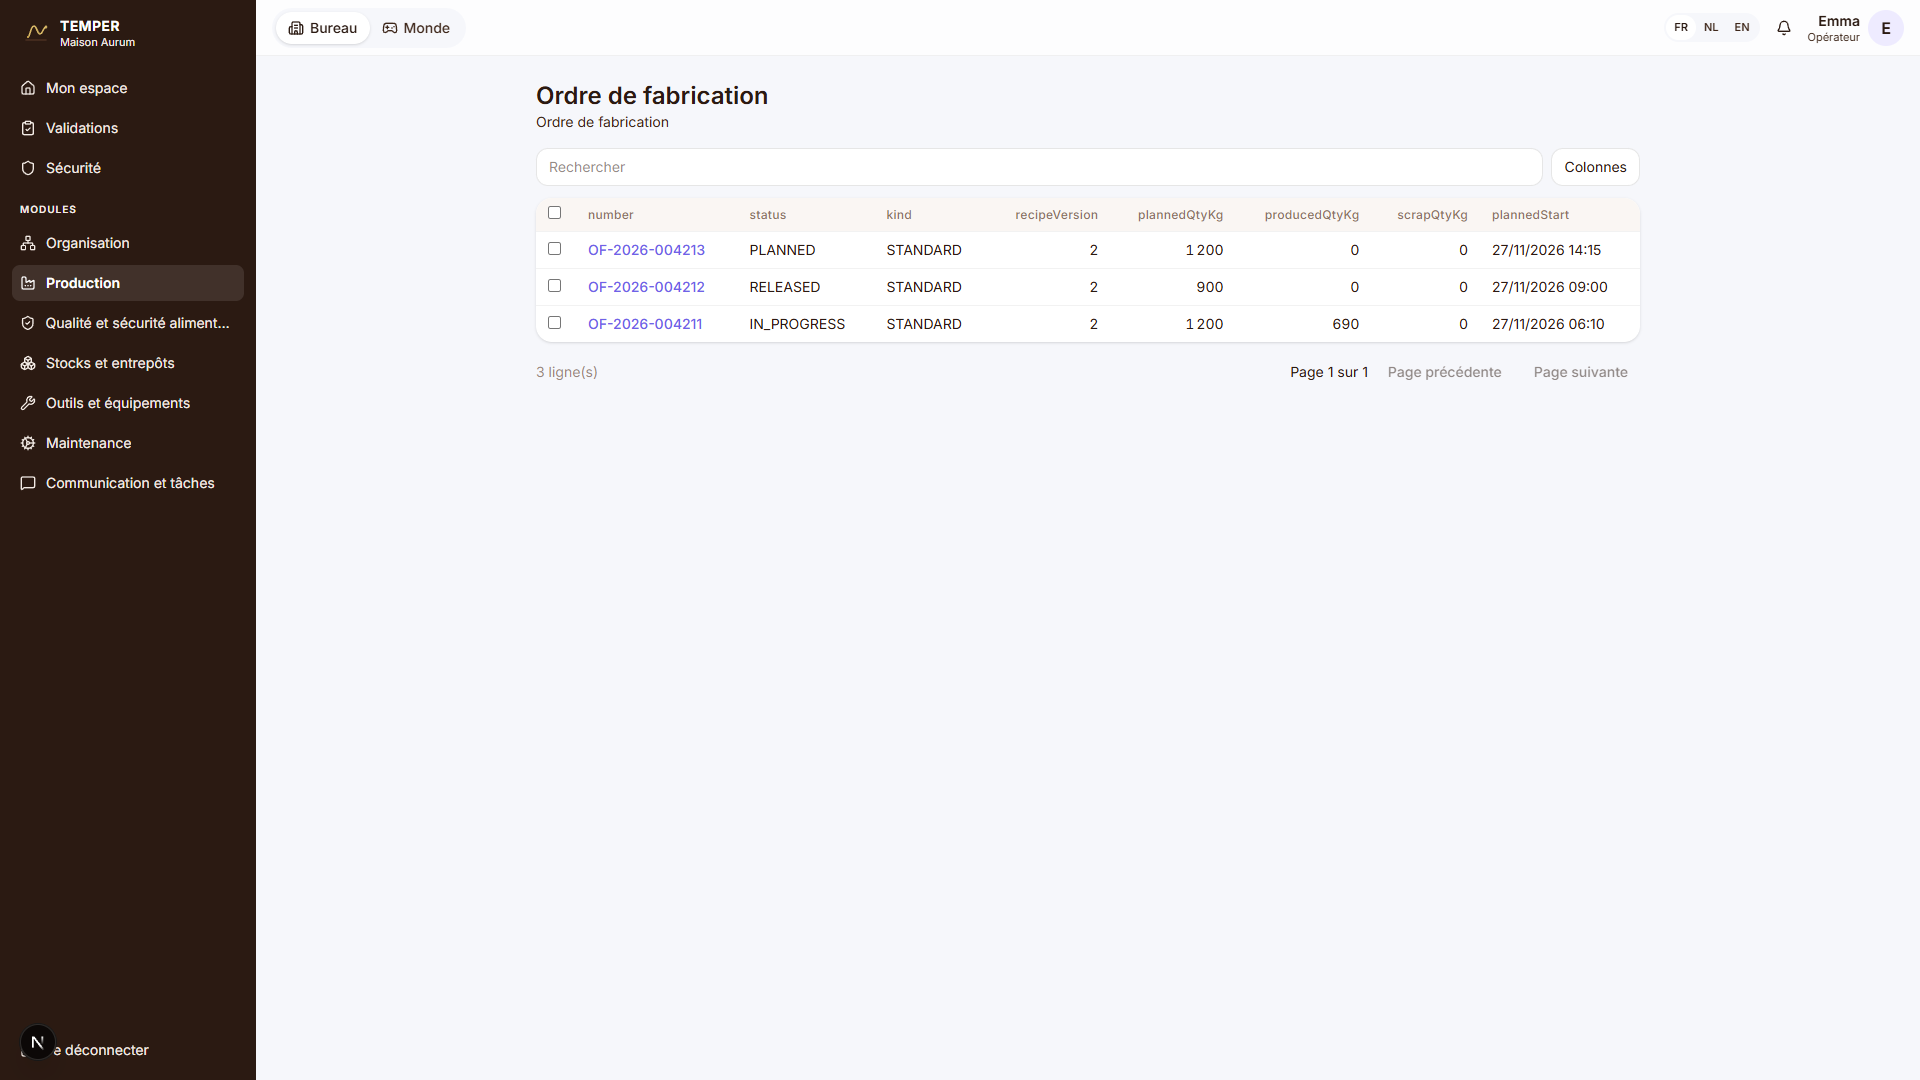 TEMPER
Maison Aurum
Bureau
Monde
FR NL EN
Emma
Opérateur
E
Mon espace
Validations
Sécurité
MODULES
Organisation
Production
Qualité et sécurité aliment...
Stocks et entrepôts
Outils et équipements
Maintenance
Communication et tâches
N
e déconnecter
Ordre de fabrication
Ordre de fabrication
Rechercher
Colonnes
number status kind recipeVersion plannedQtyKg producedQtyKg scrapQtyKg plannedStart
OF-2026-004213 PLANNED STANDARD 2 1 200 0 0 27/11/2026 14:15
OF-2026-004212 RELEASED STANDARD 2 900 0 0 27/11/2026 09:00
OF-2026-004211 IN_PROGRESS STANDARD 2 1 200 690 0 27/11/2026 06:10
3 ligne(s)
Page 1 sur 1 Page précédente Page suivante